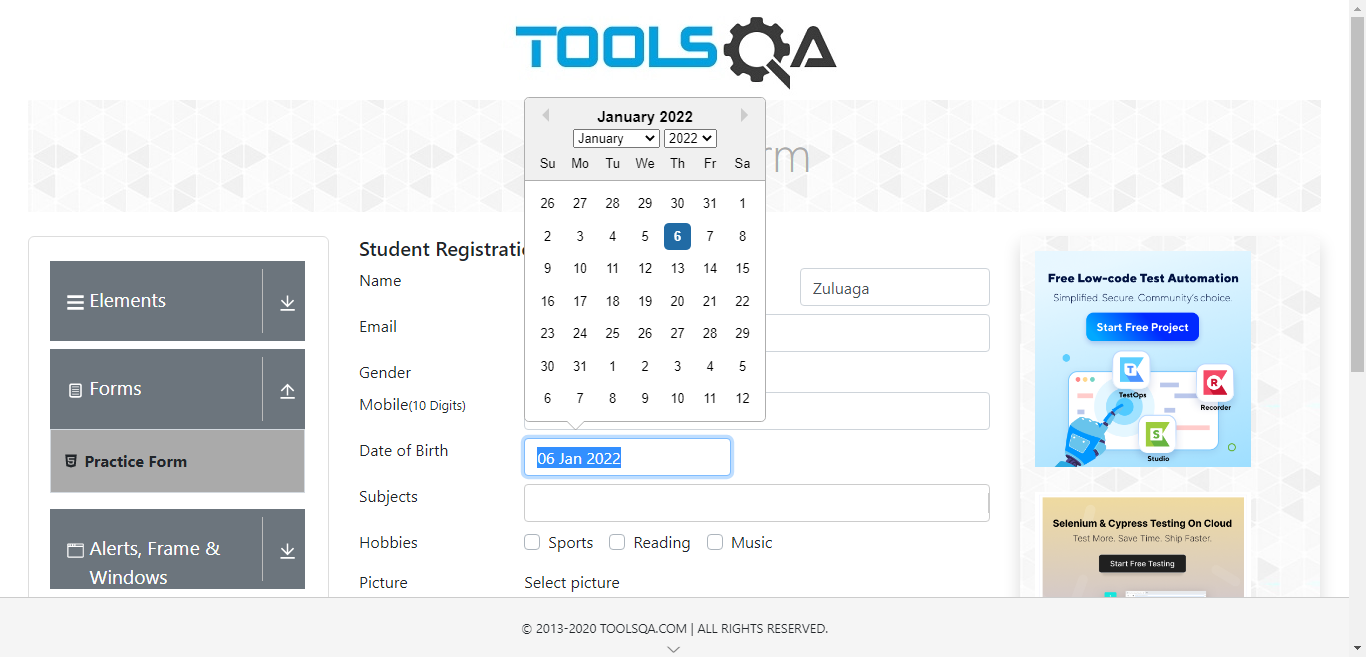 TOOLSQA
January 2022
January 2022
Su Mo Tu We Th Fr Sa
26 27 28 29 30 31 1
2 3 4 5 6 7 8
9 10 11 12 13 14 15
16 17 18 19 20 21 22
23 24 25 26 27 28 29
30 31 1 2 3 4 5
6 7 8 9 10 11 12
rm
Elements
Forms
Practice Form
Alerts, Frame &
Windows
Student Registrati
Name
Zuluaga
Email
Gender
Mobile(10 Digits)
Date of Birth
06 Jan 2022
Subjects
Hobbies
Sports Reading Music
Picture
Select picture
Free Low-code Test Automation
Simplified. Secure. Community's choice.
Start Free Project
TestOps
Recorder
Studio
Selenium & Cypress Testing On Cloud
Test More. Save Time. Ship Faster.
Start Free Testing
© 2013-2020 TOOLSQA.COM | ALL RIGHTS RESERVED.